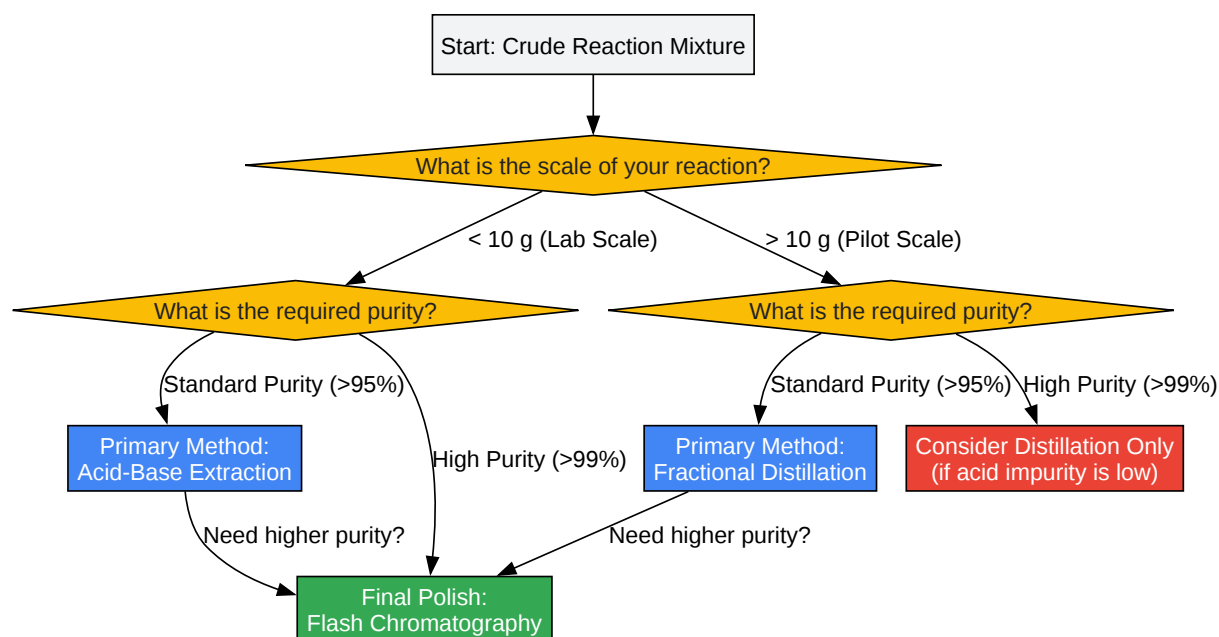 Start: Crude Reaction Mixture
What is the scale of your reaction?
< 10 g (Lab Scale)
> 10 g (Pilot Scale)
What is the required purity?
What is the required purity?
Standard Purity (>95%)
Standard Purity (>95%)
High Purity (>99%)
Primary Method:
Acid-Base Extraction
High Purity (>99%)
Primary Method:
Fractional Distillation
Consider Distillation Only
(if acid impurity is low)
Need higher purity?
Need higher purity?
Final Polish:
Flash Chromatography